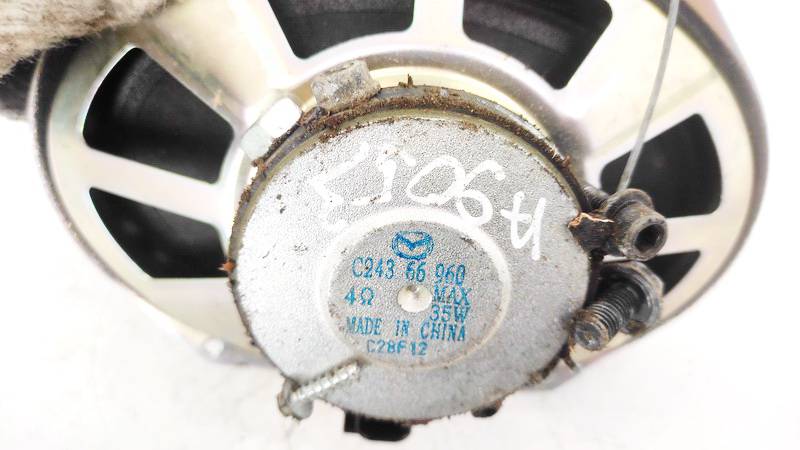 C243 66 960
4Ω MAX
35W
MADE IN CHINA
C28F12